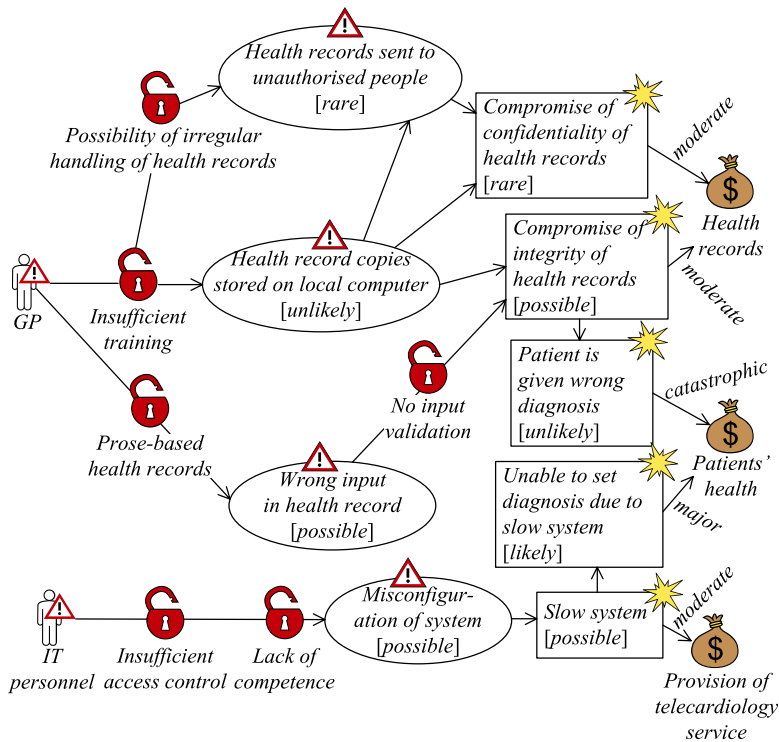 Health records sent to
unauthorised people
[rare]
Possibility of irregular
handling of health records
Compromise of
confidentiality of
health records
[rare]
moderate
$
Health
records
GP
Insufficient
training
Health record copies
stored on local computer
[unlikely]
Compromise of
integrity of
health records
[possible]
moderate
Patient is
given wrong
diagnosis
[unlikely]
catastrophic
$
Patients'
health
No input
validation
Prose-based
health records
Wrong input
in health record
[possible]
Unable to set
diagnosis due to
slow system
[likely]
major
IT
personnel
Insufficient
access control
Lack of
competence
Misconfigur-
ation of system
[possible]
Slow system
[possible]
moderate
$
Provision of
telecardiology
service